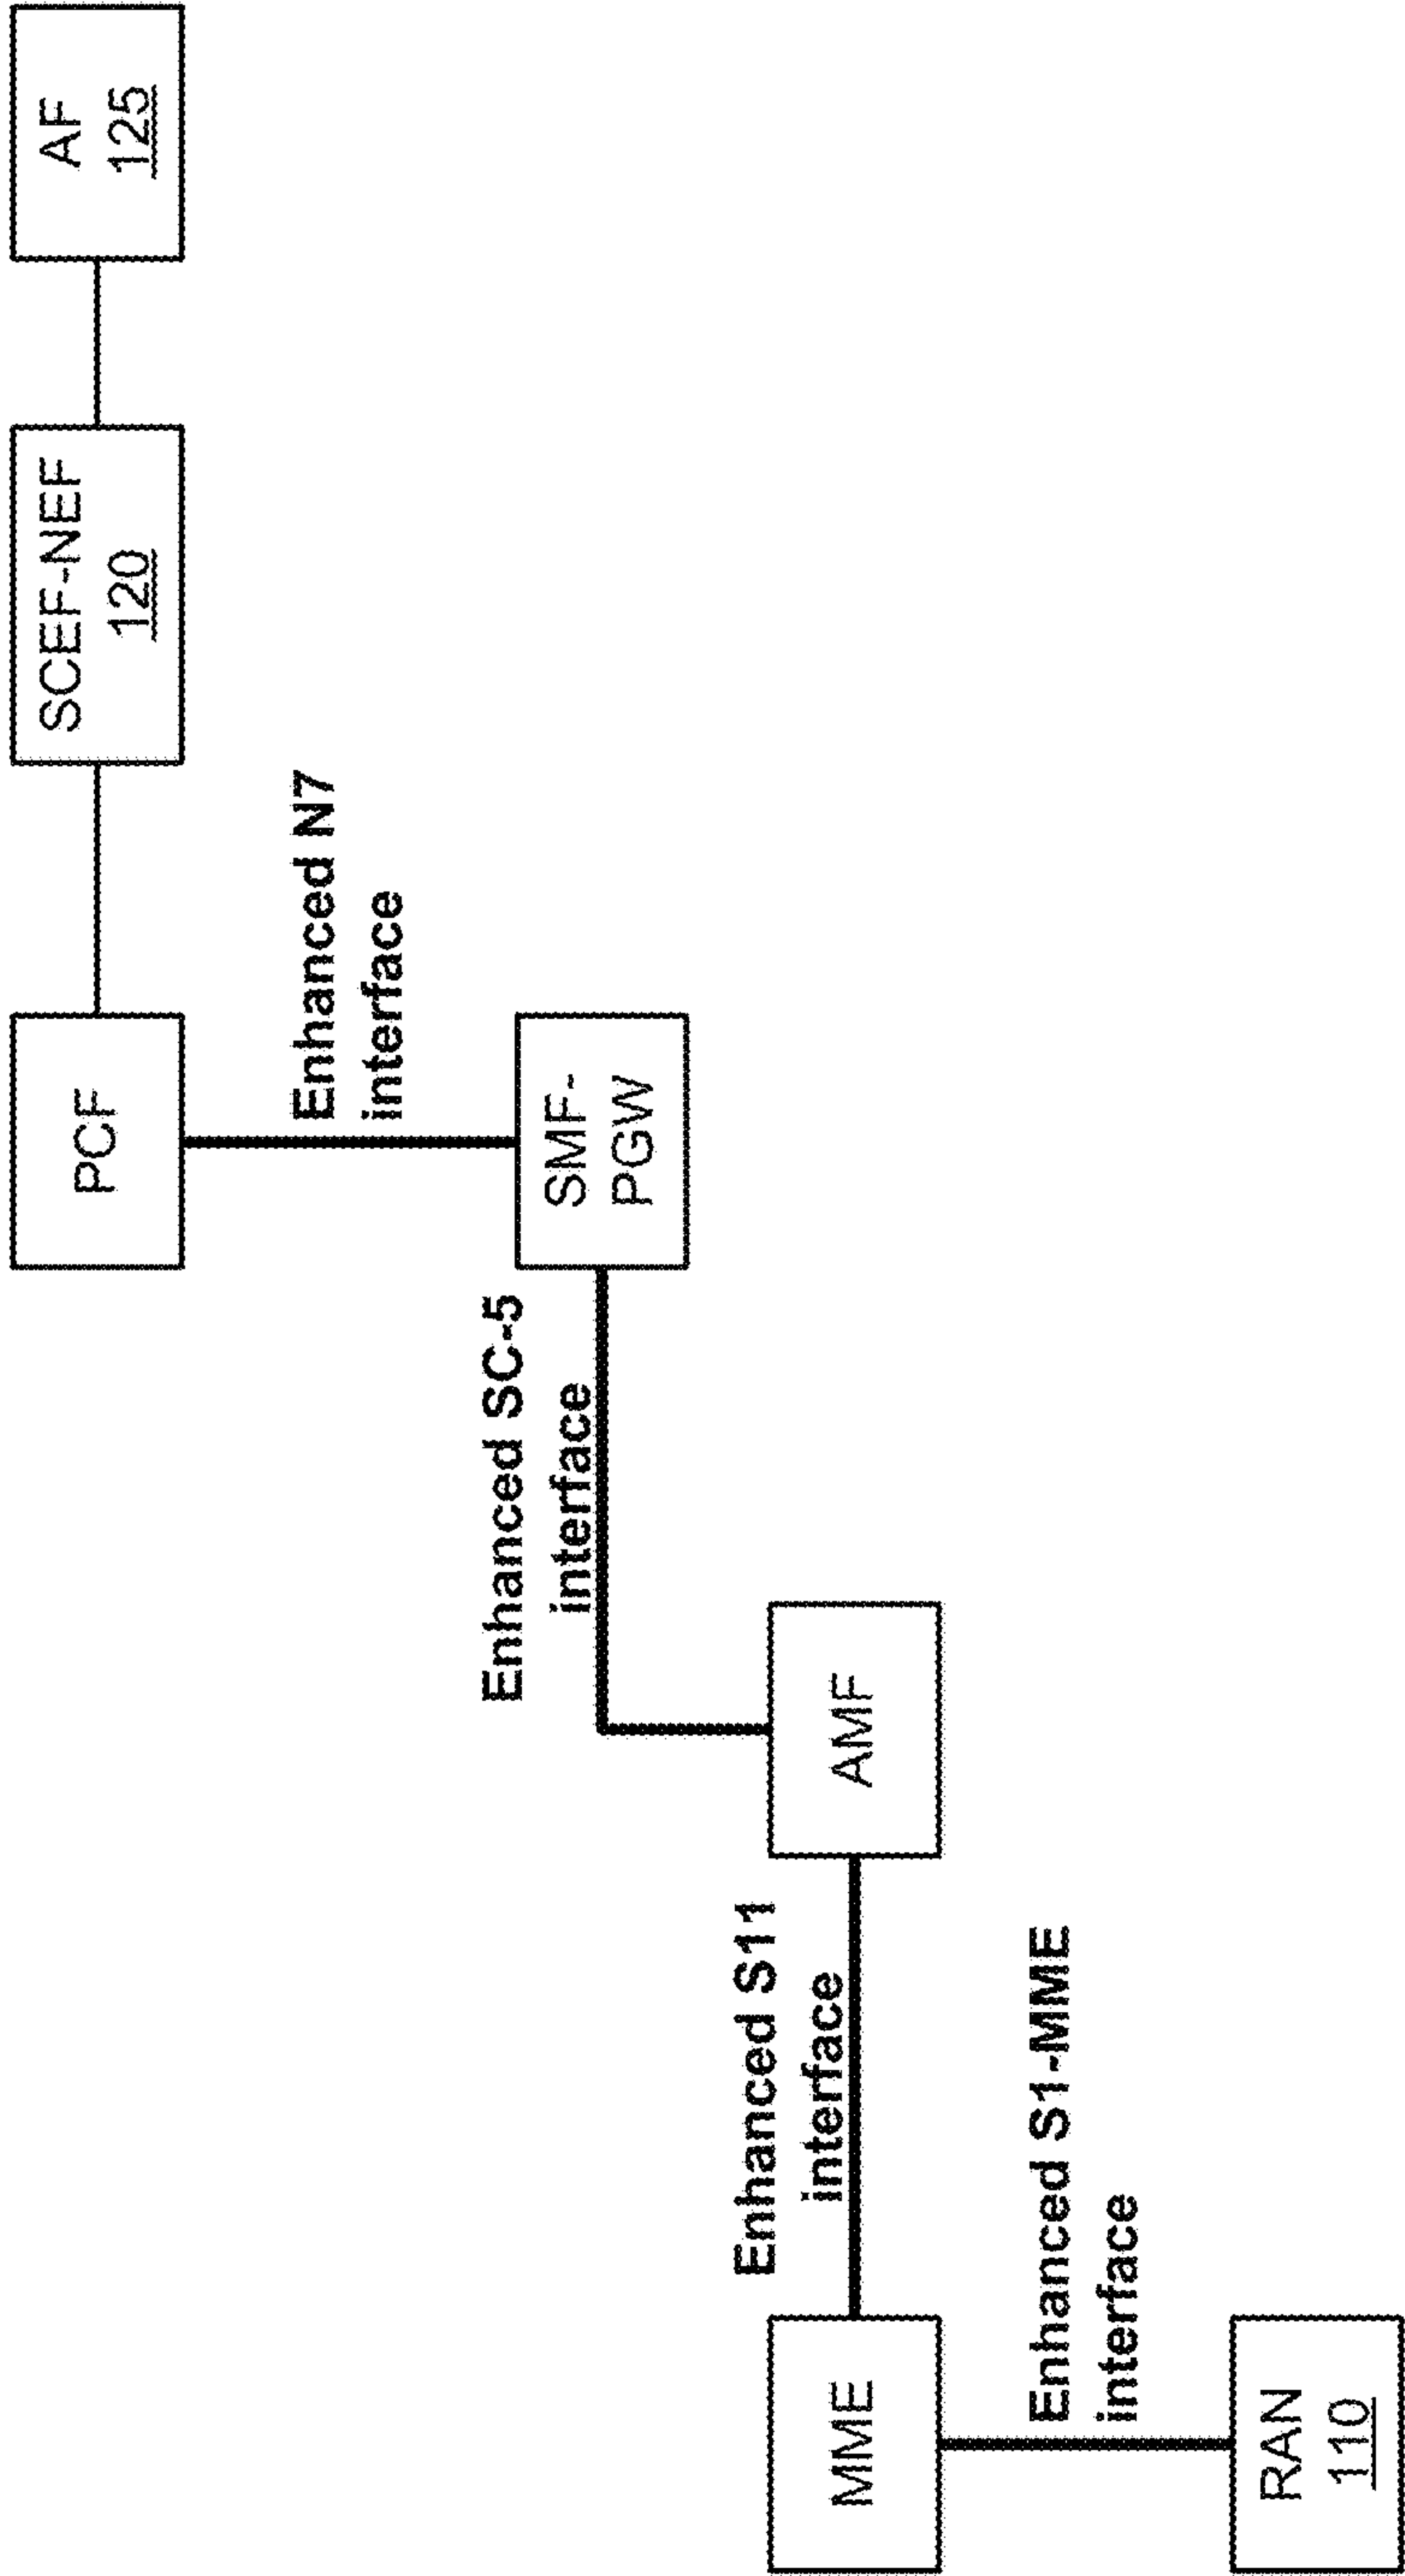 PCF
SCEF-NEF
120
AF
125
Enhanced N7
interface
Enhanced SC-5
interface
SMF-
PGW
Enhanced S11
interface
MME
AMF
Enhanced S1-MME
interface
RAN
110